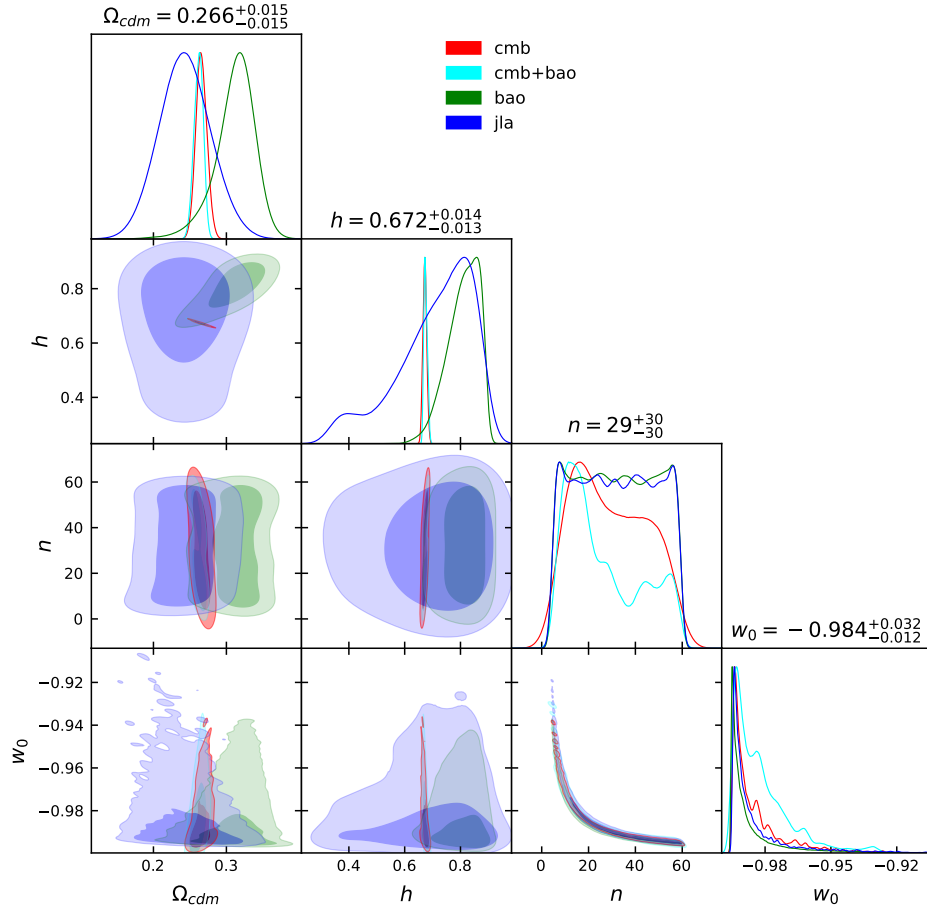 Ω_cdm = 0.266^{+0.015}_{-0.015}
cmb
cmb+bao
bao
jla
h = 0.672^{+0.014}_{-0.013}
0.8
0.6
0.4
h
n = 29^{+30}_{-30}
60
40
20
0
n
w_0 = −0.984^{+0.032}_{-0.012}
−0.92
−0.94
−0.96
−0.98
w_0
0.2 0.3 0.4 0.6 0.8 0 20 40 60 −0.98 −0.95 −0.92
Ω_cdm h n w_0